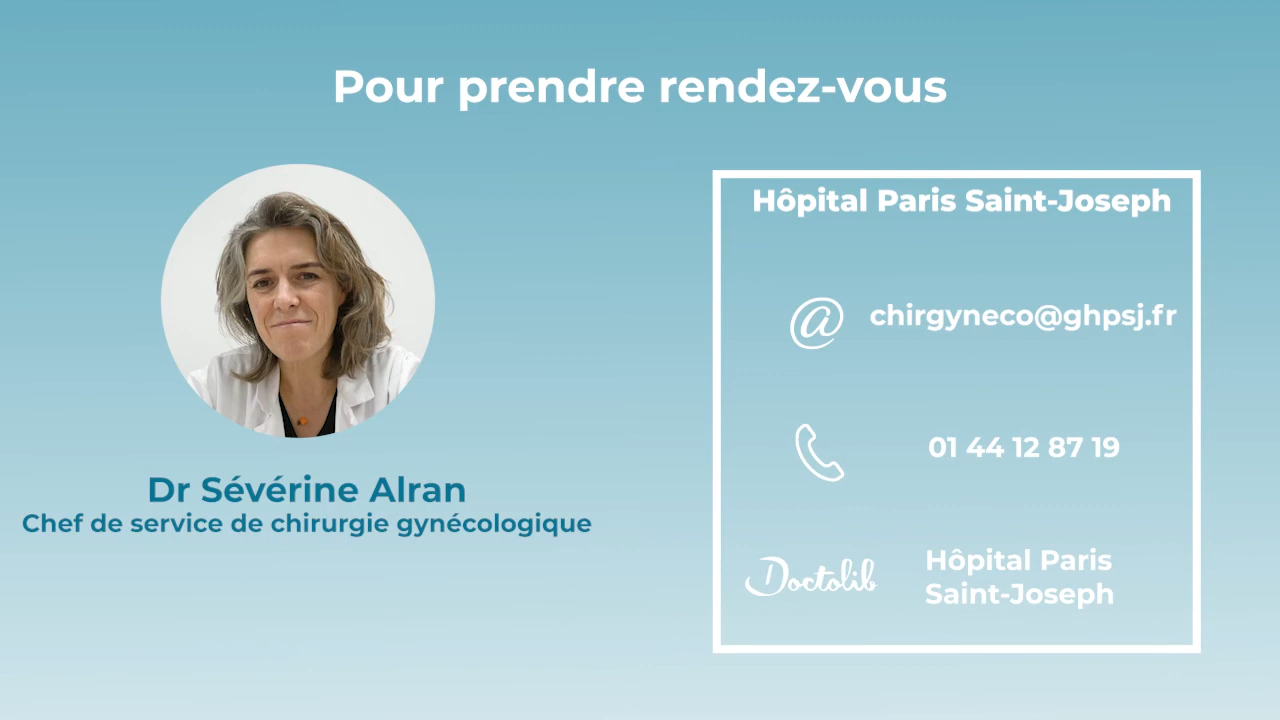 Pour prendre rendez-vous
Dr Sévérine Alran
Chef de service de chirurgie gynécologique
Hôpital Paris Saint-Joseph
@ chirgyneco@ghpsj.fr
01 44 12 87 19
Doctolib
Hôpital Paris
Saint-Joseph